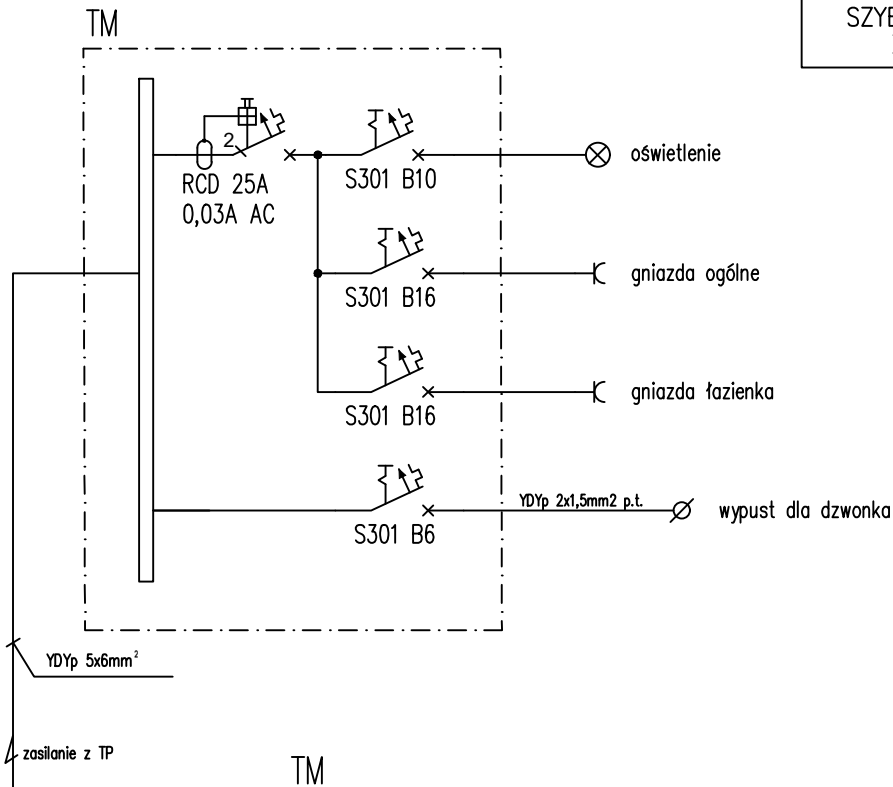 TM
SZYB
2
RCD 25A
0,03A AC
S301 B10
oświetlenie
S301 B16
gniazda ogólne
S301 B16
gniazda łazienka
S301 B6
YDYp 2x1,5mm2 p.t.
wypust dla dzwonka
YDYp 5x6mm²
zasilanie z TP
TM